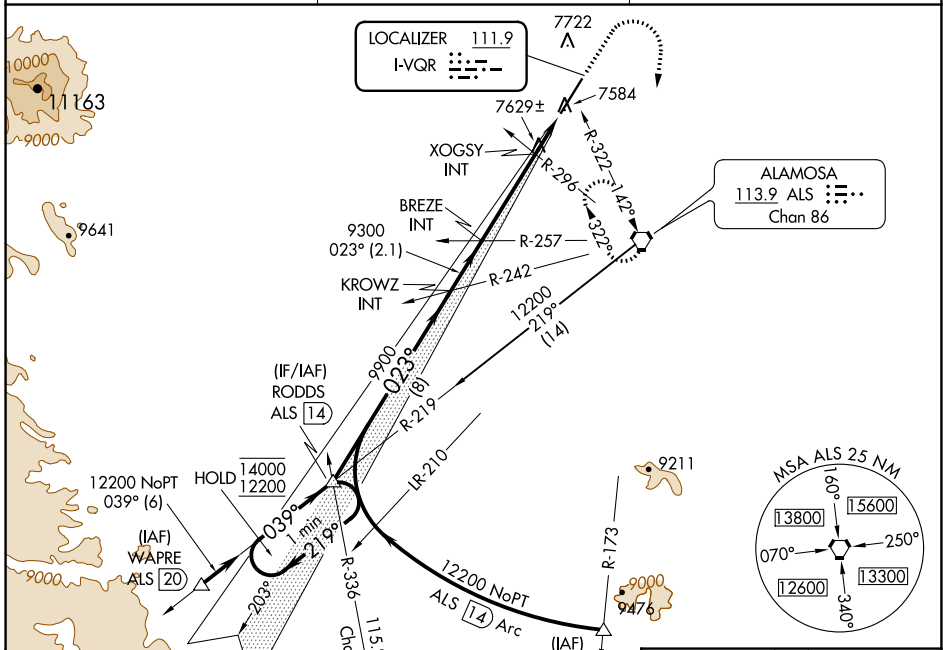 7722
LOCALIZER 111.9
I-VQR
10000
11163
9000
7629±
7584
XOGSY
INT
R-296
R-322
142°
ALAMOSA
113.9 ALS
Chan 86
BREZE
INT
9641
9300
023° (2.1)
R-257
322°
KROWZ
INT
R-242
12200
219°
(14)
9900
023°
(8)
(IF/IAF)
RODDS
ALS 14
R-219
LR-210
HOLD 14000
12200
12200 NoPT
039° (6)
039°
1 min
219°
(IAF)
WAPRE
ALS 20
9000
203°
R-336
115.
Cha
12200 NoPT
ALS 14 Arc
R-173
9211
9000
9476
(IAF)
MSA ALS 25 NM
160°
13800
15600
070°
250°
12600
13300
340°